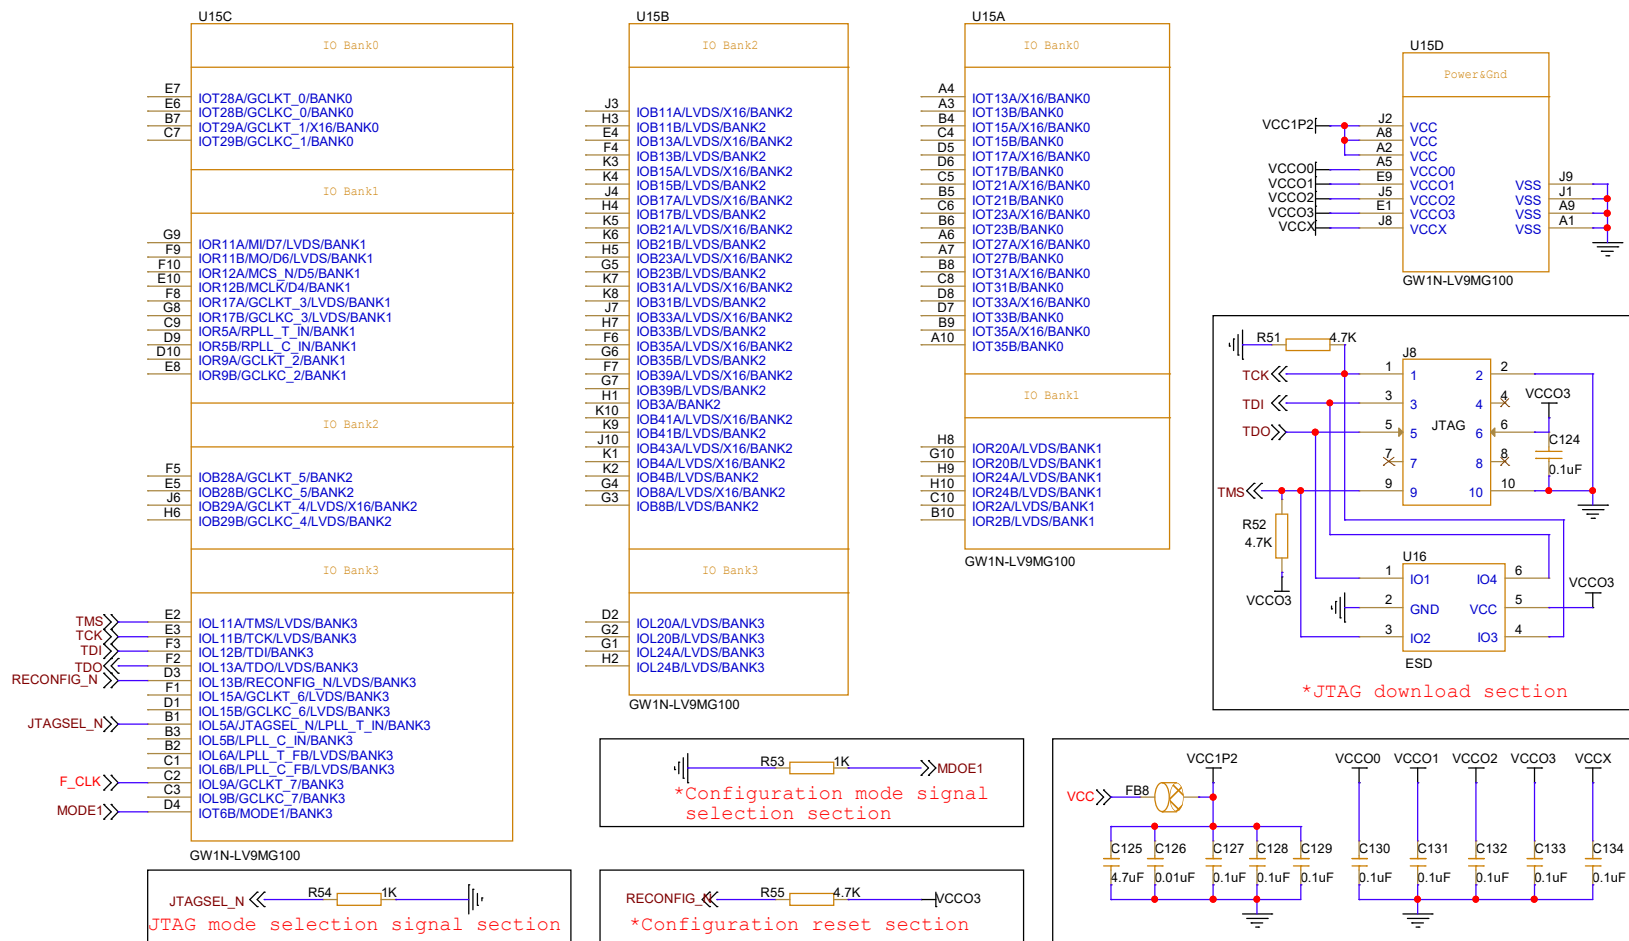 U15C
IO Bank0
E7 IOT28A/GCLKT_0/BANK0
E6 IOT28B/GCLKC_0/BANK0
B7 IOT29A/GCLKT_1/X16/BANK0
C7 IOT29B/GCLKC_1/BANK0
IO Bank1
G9 IOR11A/MI/D7/LVDS/BANK1
F9 IOR11B/MO/D6/LVDS/BANK1
F10 IOR12A/MCS_N/D5/BANK1
E10 IOR12B/MCLK/D4/BANK1
F8 IOR17A/GCLKT_3/LVDS/BANK1
G8 IOR17B/GCLKC_3/LVDS/BANK1
C9 IOR5A/RPLL_T_IN/BANK1
D9 IOR5B/RPLL_C_IN/BANK1
D10 IOR9A/GCLKT_2/BANK1
E8 IOR9B/GCLKC_2/BANK1
IO Bank2
F5 IOB28A/GCLKT_5/BANK2
E5 IOB28B/GCLKC_5/BANK2
J6 IOB29A/GCLKT_4/LVDS/X16/BANK2
H6 IOB29B/GCLKC_4/LVDS/BANK2
IO Bank3
TMS E2 IOL11A/TMS/LVDS/BANK3
TCK E3 IOL11B/TCK/LVDS/BANK3
TDI F3 IOL12B/TDI/BANK3
TDO F2 IOL13A/TDO/LVDS/BANK3
RECONFIG_N D3 IOL13B/RECONFIG_N/LVDS/BANK3
F1 IOL15A/GCLKT_6/LVDS/BANK3
D1 IOL15B/GCLKC_6/LVDS/BANK3
JTAGSEL_N B1 IOL5A/JTAGSEL_N/LPLL_T_IN/BANK3
B3 IOL5B/LPLL_C_IN/BANK3
B2 IOL6A/LPLL_T_FB/LVDS/BANK3
C1 IOL6B/LPLL_C_FB/LVDS/BANK3
F_CLK C2 IOL9A/GCLKT_7/BANK3
C3 IOL9B/GCLKC_7/BANK3
MODE1 D4 IOT6B/MODE1/BANK3
GW1N-LV9MG100
U15B
IO Bank2
J3 IOB11A/LVDS/X16/BANK2
H3 IOB11B/LVDS/BANK2
E4 IOB13A/LVDS/X16/BANK2
F4 IOB13B/LVDS/BANK2
K3 IOB15A/LVDS/X16/BANK2
K4 IOB15B/LVDS/BANK2
J4 IOB17A/LVDS/X16/BANK2
H4 IOB17B/LVDS/BANK2
K5 IOB21A/LVDS/X16/BANK2
K6 IOB21B/LVDS/BANK2
H5 IOB23A/LVDS/X16/BANK2
G5 IOB23B/LVDS/BANK2
K7 IOB31A/LVDS/X16/BANK2
K8 IOB31B/LVDS/BANK2
J7 IOB33A/LVDS/X16/BANK2
H7 IOB33B/LVDS/BANK2
F6 IOB35A/LVDS/X16/BANK2
G6 IOB35B/LVDS/BANK2
F7 IOB39A/LVDS/X16/BANK2
G7 IOB39B/LVDS/BANK2
H1 IOB3A/BANK2
K10 IOB41A/LVDS/X16/BANK2
K9 IOB41B/LVDS/BANK2
J10 IOB43A/LVDS/X16/BANK2
K1 IOB4A/LVDS/X16/BANK2
K2 IOB4B/LVDS/BANK2
G4 IOB8A/LVDS/X16/BANK2
G3 IOB8B/LVDS/BANK2
IO Bank3
D2 IOL20A/LVDS/BANK3
G2 IOL20B/LVDS/BANK3
G1 IOL24A/LVDS/BANK3
H2 IOL24B/LVDS/BANK3
GW1N-LV9MG100
U15A
IO Bank0
A4 IOT13A/X16/BANK0
A3 IOT13B/BANK0
B4 IOT15A/X16/BANK0
C4 IOT15B/BANK0
D5 IOT17A/X16/BANK0
D6 IOT17B/BANK0
C5 IOT21A/X16/BANK0
B5 IOT21B/BANK0
C6 IOT23A/X16/BANK0
B6 IOT23B/BANK0
A6 IOT27A/X16/BANK0
A7 IOT27B/BANK0
B8 IOT31A/X16/BANK0
C8 IOT31B/BANK0
D8 IOT33A/X16/BANK0
D7 IOT33B/BANK0
B9 IOT35A/X16/BANK0
A10 IOT35B/BANK0
IO Bank1
H8 IOR20A/LVDS/BANK1
G10 IOR20B/LVDS/BANK1
H9 IOR24A/LVDS/BANK1
H10 IOR24B/LVDS/BANK1
C10 IOR2A/LVDS/BANK1
B10 IOR2B/LVDS/BANK1
GW1N-LV9MG100
U15D
Power&Gnd
VCC1P2 J2 VCC
A8 VCC
A2 VCC
VCCO0 A5 VCCO0
VCCO1 E9 VCCO1 VSS J9
VCCO2 J5 VCCO2 VSS J1
VCCO3 E1 VCCO3 VSS A9
VCCX J8 VCCX VSS A1
GW1N-LV9MG100
R51 4.7K
J8
TCK 1 1 2 2
TDI 3 3 4 4 VCCO3
TDO 5 5 JTAG 6 6
C124
7 7 8 8 0.1uF
TMS 9 9 10 10
R52
4.7K
VCCO3
U16
1 IO1 IO4 6
2 GND VCC 5 VCCO3
3 IO2 IO3 4
ESD
*JTAG download section
R53 1K MDOE1
*Configuration mode signal
selection section
JTAGSEL_N R54 1K
JTAG mode selection signal section
RECONFIG_N R55 4.7K VCCO3
*Configuration reset section
VCC1P2 VCCO0 VCCO1 VCCO2 VCCO3 VCCX
VCC FB8
C125 C126 C127 C128 C129 C130 C131 C132 C133 C134
4.7uF 0.01uF 0.1uF 0.1uF 0.1uF 0.1uF 0.1uF 0.1uF 0.1uF 0.1uF